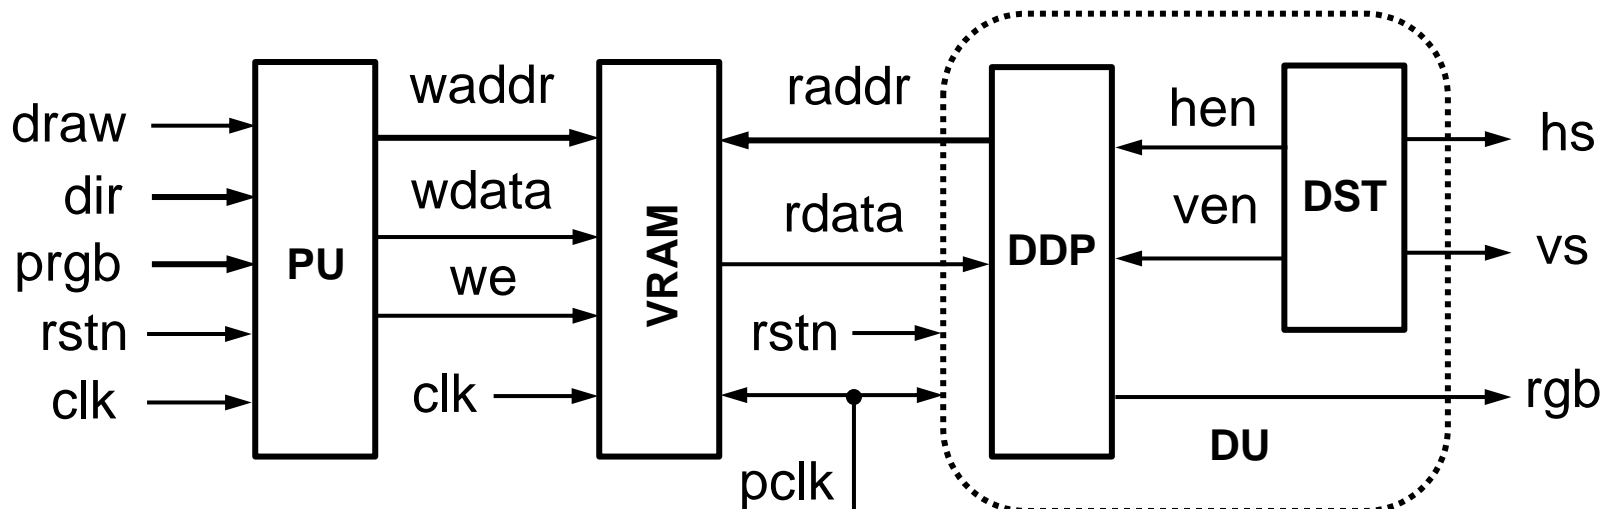 draw
dir
prgb
rstn
clk
PU
waddr
wdata
we
clk
VRAM
raddr
rdata
rstn
pclk
DDP
hen
ven
DST
DU
hs
vs
rgb